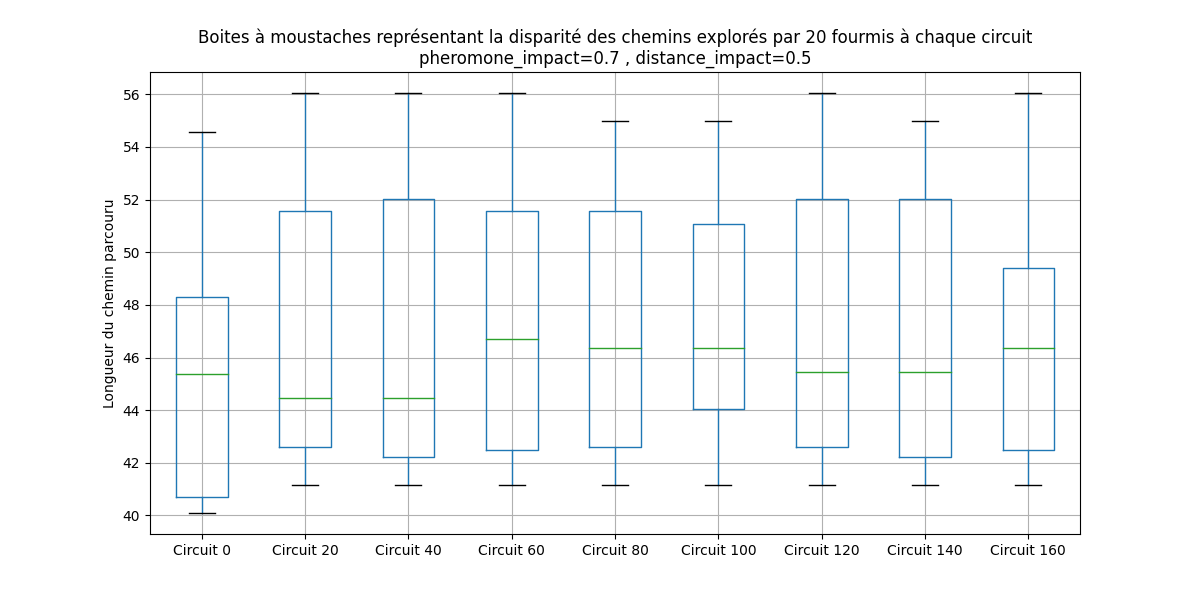 Boites à moustaches représentant la disparité des chemins explorés par 20 fourmis à chaque circuit
pheromone_impact=0.7 , distance_impact=0.5
Longueur du chemin parcouru
56
54
52
50
48
46
44
42
40
Circuit 0
Circuit 20
Circuit 40
Circuit 60
Circuit 80
Circuit 100
Circuit 120
Circuit 140
Circuit 160